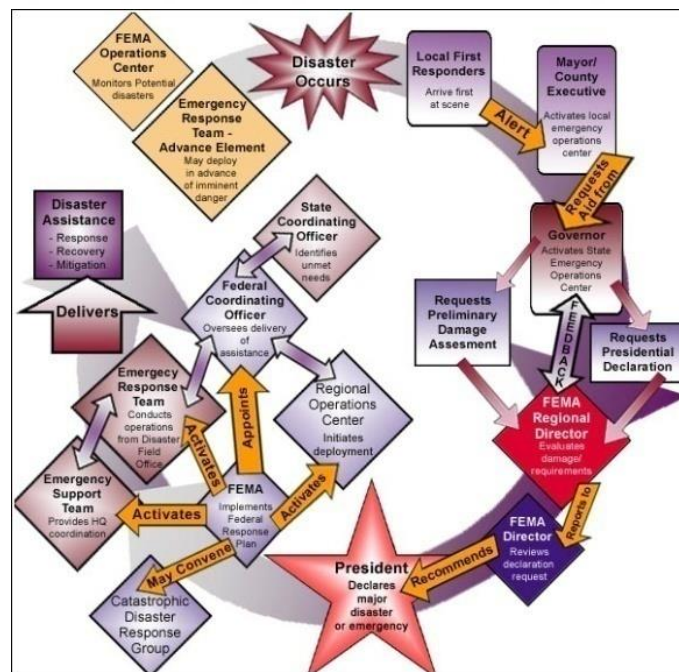 FEMA
Operations
Center
Monitors Potential
disasters
Emergency
Response
Team -
Advance Element
May deploy
in advance
of imminent
danger
Disaster
Occurs
Local First
Responders
Arrive first
at scene
Alert
Mayor/
County
Executive
Activates local
emergency
operations
center
Requests
Aid from
Governor
Activates State
Emergency
Operations
Center
Requests
Preliminary
Damage
Assesment
Requests
Presidential
Declaration
FEEDBACK
FEMA
Regional
Director
Evaluates
damage/
requirements
Reports to
FEMA
Director
Reviews
declaration
request
Recommends
President
Declares
major
disaster
or emergency
FEMA
Implements
Federal
Response
Plan
Appoints
Activates
Activates
Activates
May Convene
Catastrophic
Disaster
Response
Group
Regional
Operations
Center
Initiates
deployment
Federal
Coordinating
Officer
Oversees delivery
of
assistance
State
Coordinating
Officer
Identifies
unmet
needs
Emergecy
Response
Team
Conducts
operations
from Disaster
Field
Office
Emergency
Support
Team
Provides HQ
coordination
Delivers
Disaster
Assistance
- Response
- Recovery
- Mitigation